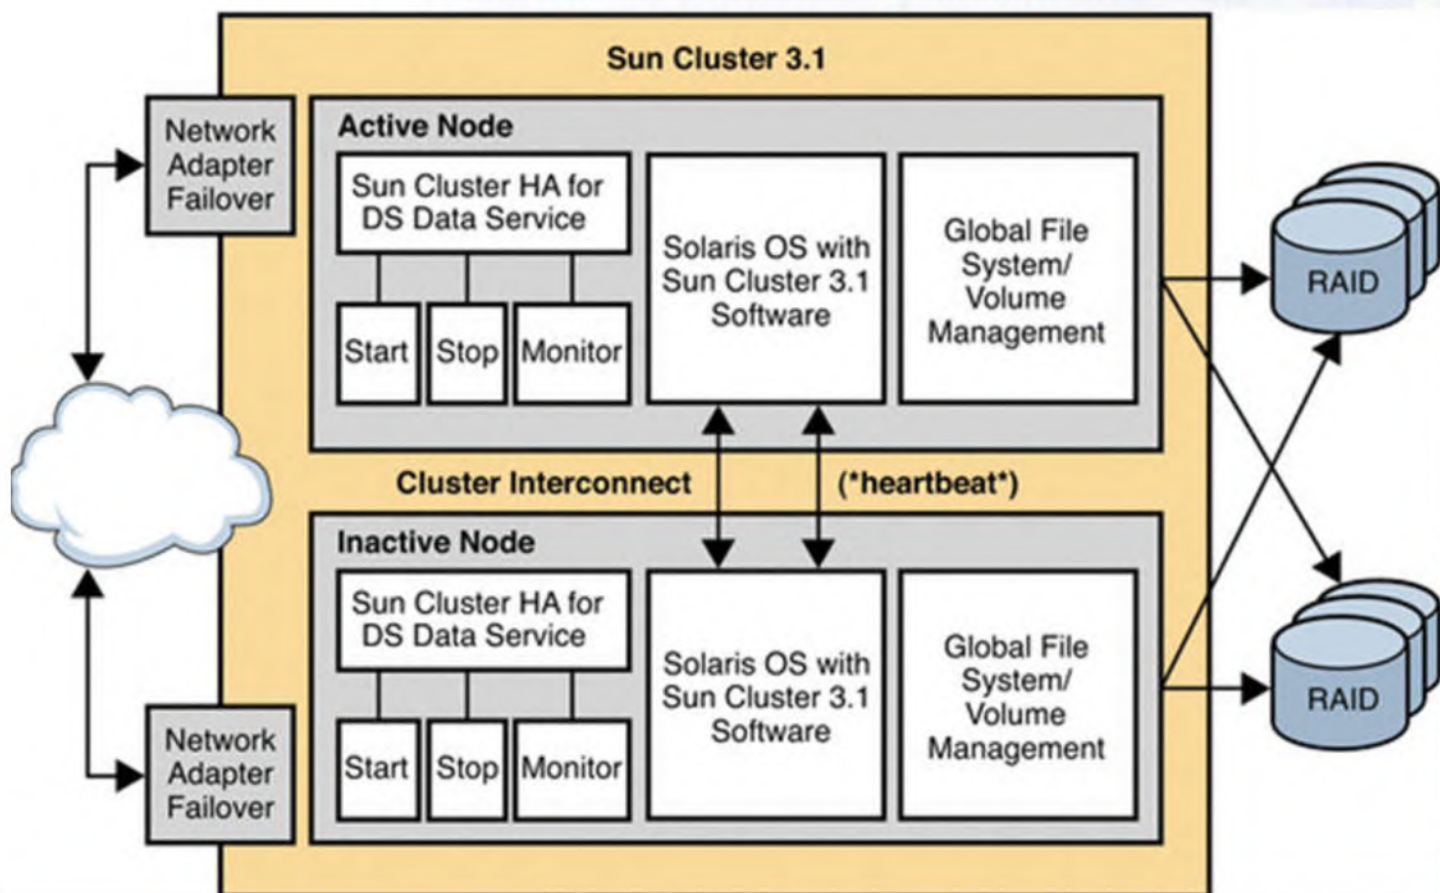 Sun Cluster 3.1
Network
Adapter
Failover
Active Node
Sun Cluster HA for
DS Data Service
Start
Stop
Monitor
Solaris OS with
Sun Cluster 3.1
Software
Global File
System/
Volume
Management
RAID
Cluster Interconnect
(*heartbeat*)
Inactive Node
Sun Cluster HA for
DS Data Service
Start
Stop
Monitor
Solaris OS with
Sun Cluster 3.1
Software
Global File
System/
Volume
Management
RAID
Network
Adapter
Failover